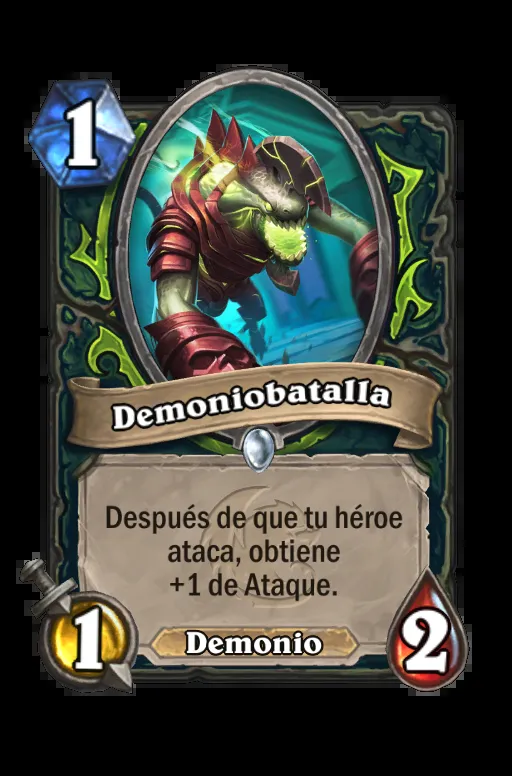 1
Demoniobatalla
Después de que tu héroe
ataca, obtiene
+1 de Ataque.
1
Demonio
2